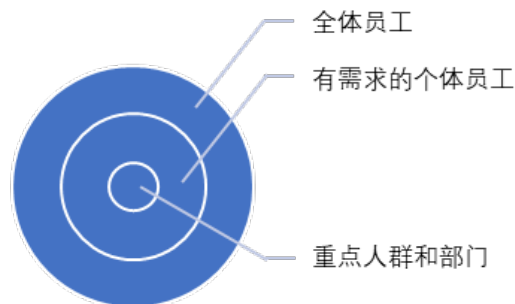 全体员工
有需求的个体员工
重点人群和部门